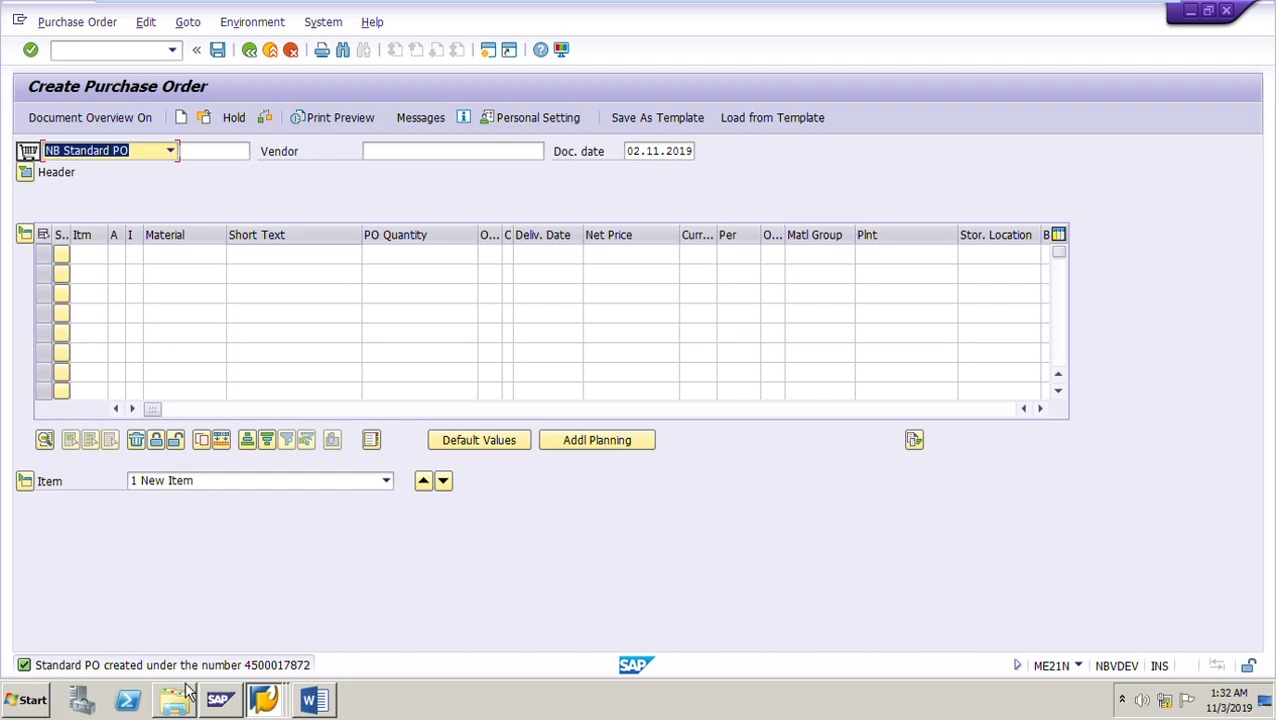 Purchase Order Edit Goto Environment System Help
Create Purchase Order
Document Overview On Hold Print Preview Messages Personal Setting Save As Template Load from Template
NB Standard PO Vendor Doc. date 02.11.2019
Header
S.. Itm A I Material Short Text PO Quantity O... C Deliv. Date Net Price Curr... Per O... Matl Group Plnt Stor. Location B
Default Values Addl Planning
Item 1 New Item
Standard PO created under the number 4500017872 SAP ME21N NBVDEV INS
Start SAP W 1:32 AM
11/3/2019